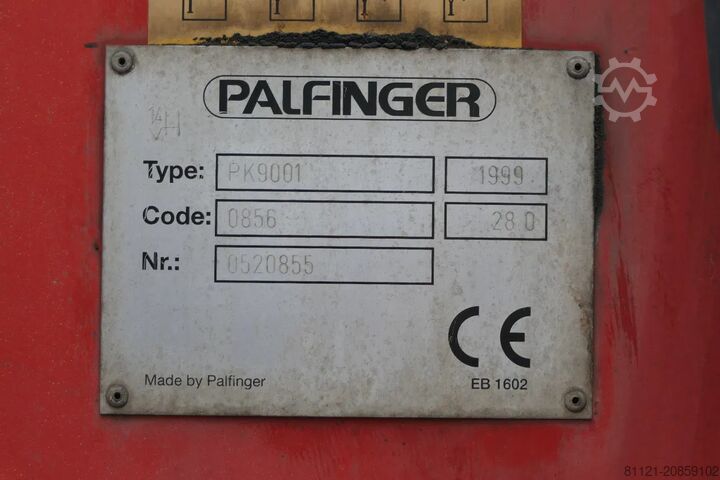 PALFINGER
Type: PK9001 1999
Code: 0856 28.0
Nr.: 0520855
CE
Made by Palfinger EB 1602
81121-20859102